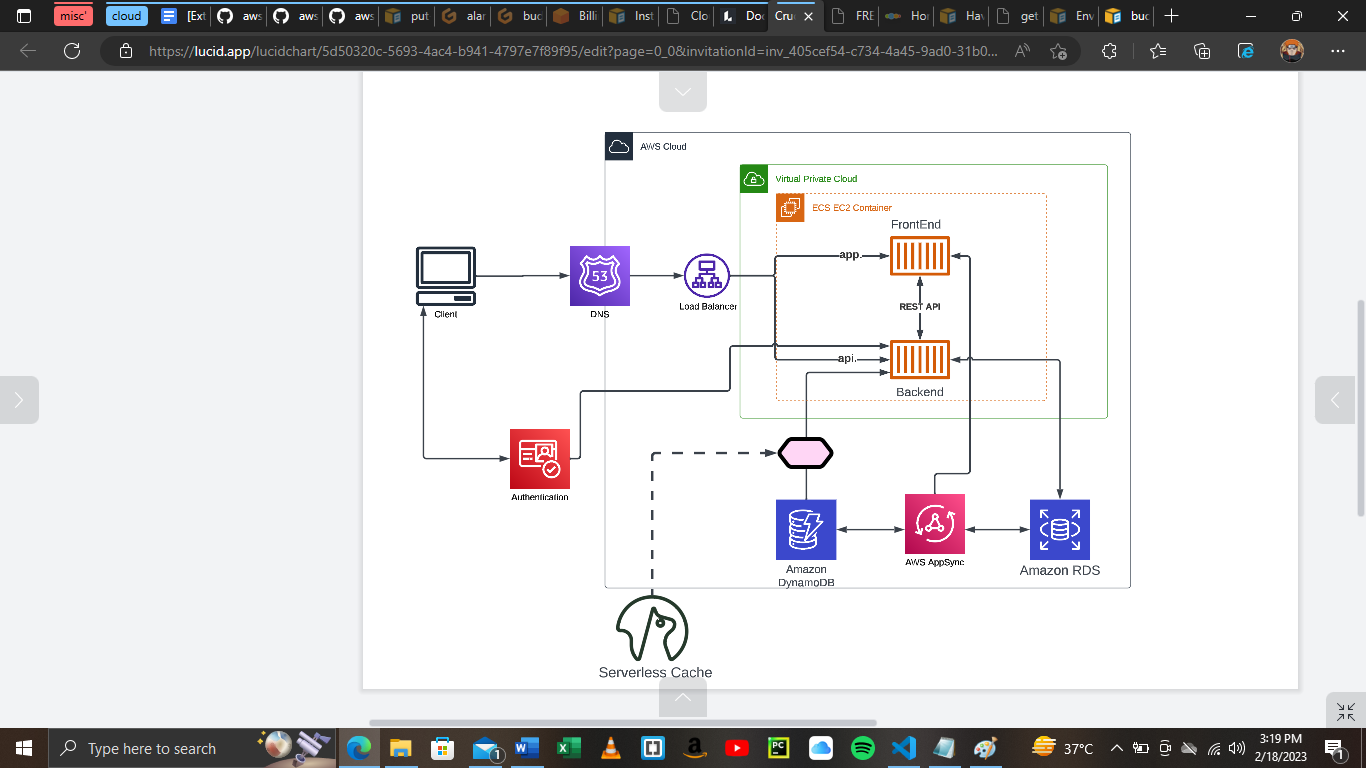 misc'
cloud
[Ext
aws
aws
aws
put
alar
buc
Billi
Inst
Clo
Doc
Cru
FRE
Hor
Hav
get
Env
buc
https://lucid.app/lucidchart/5d50320c-5693-4ac4-b941-4797e7f89f95/edit?page=0_0&invitationId=inv_405cef54-c734-4a45-9ad0-31b0...
AWS Cloud
Virtual Private Cloud
ECS EC2 Container
FrontEnd
app.
53
Client
DNS
Load Balancer
REST API
api.
Backend
Authentication
Amazon
DynamoDB
AWS AppSync
Amazon RDS
Serverless Cache
Type here to search
1
PC
37°C
3:19 PM
2/18/2023
1